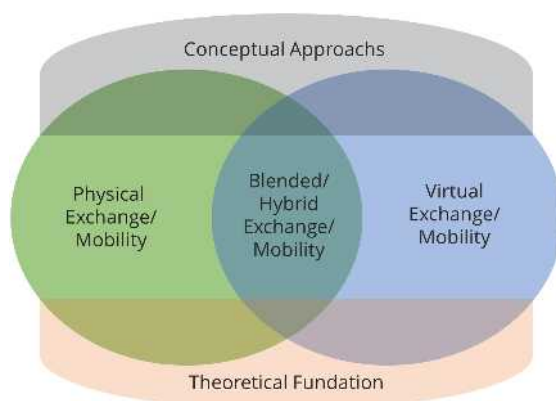 Conceptual Approachs
Physical
Exchange/
Mobility
Blended/
Hybrid
Exchange/
Mobility
Virtual
Exchange/
Mobility
Theoretical Fundation